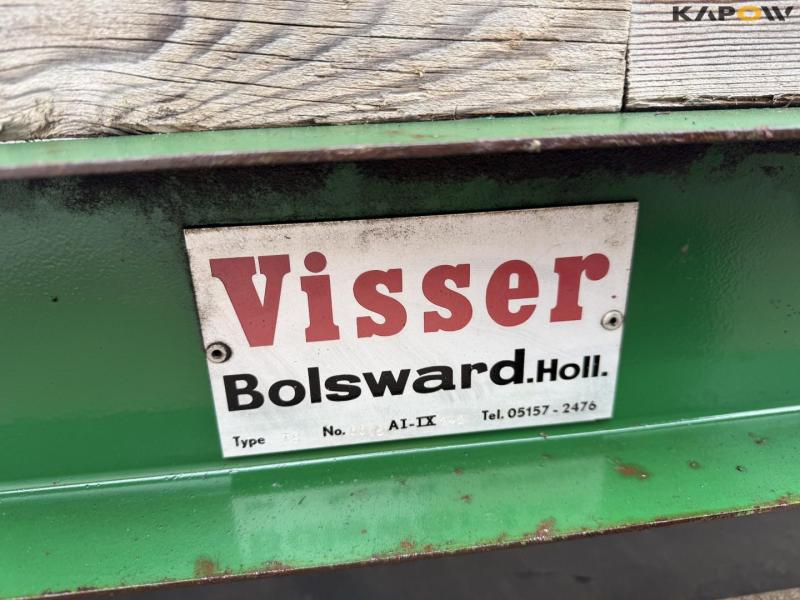 KAPOW
Visser
Bolsward.Holl.
Type No. AI-IX Tel. 05157-2476